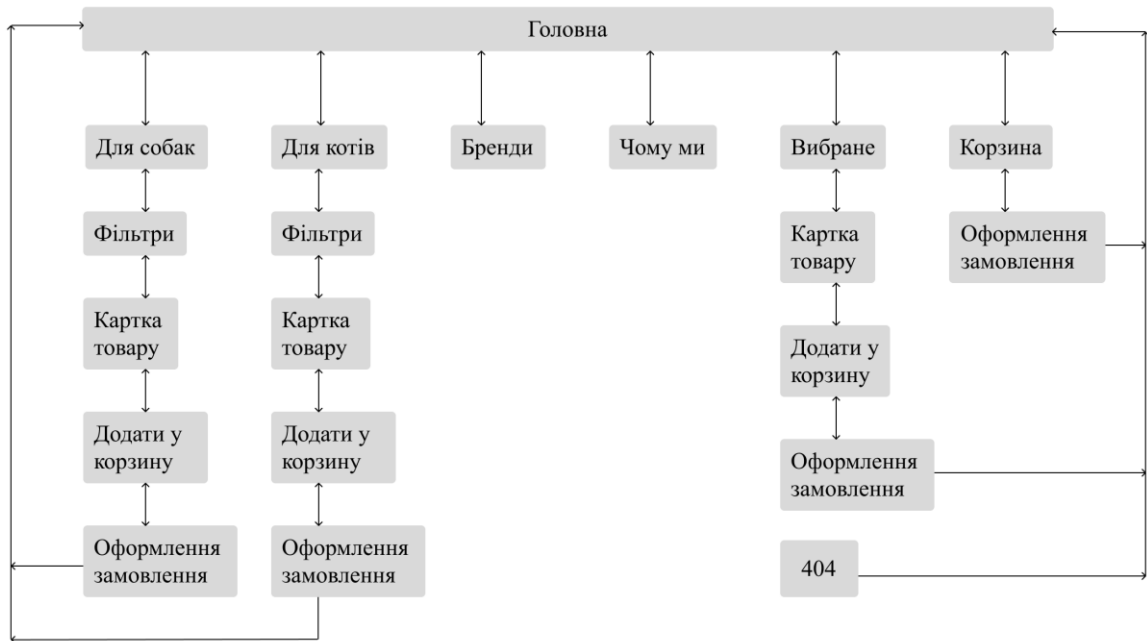 Головна
Для собак
Для котів
Бренди
Чому ми
Вибране
Корзина
Фільтри
Фільтри
Картка
товару
Оформлення
замовлення
Картка
товару
Картка
товару
Додати у
корзину
Додати у
корзину
Додати у
корзину
Оформлення
замовлення
Оформлення
замовлення
Оформлення
замовлення
404